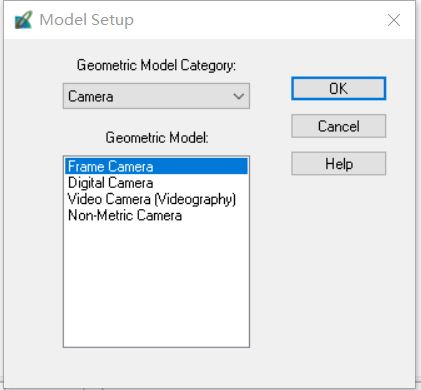 Model Setup
Geometric Model Category:
Camera
OK
Geometric Model:
Cancel
Frame Camera
Digital Camera
Video Camera (Videography)
Non-Metric Camera
Help